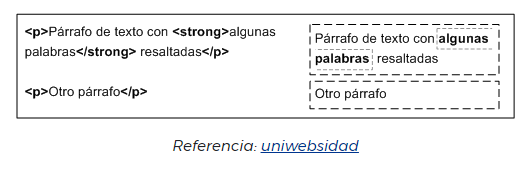 <p>Párrafo de texto con <strong>algunas
palabras</strong> resaltadas</p>
<p>Otro párrafo</p>
Párrafo de texto con algunas
palabras resaltadas
Otro párrafo
Referencia: uniwebsidad